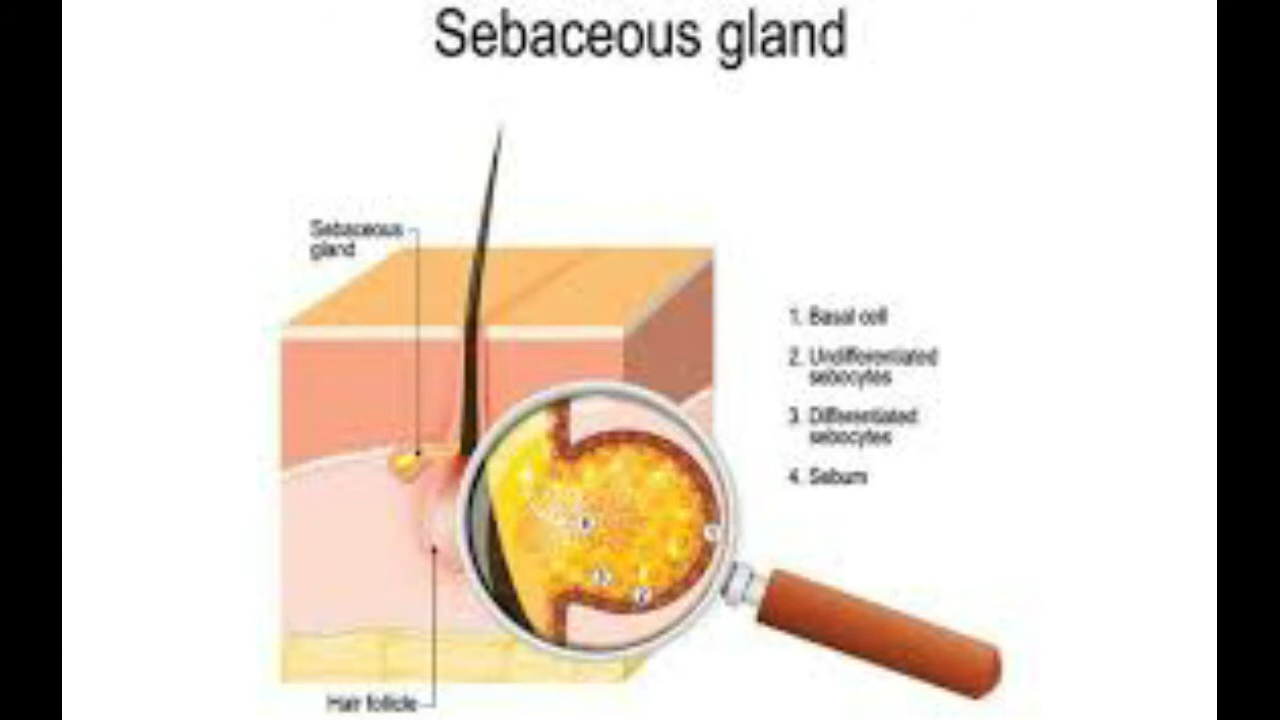 Sebaceous gland
Sebaceous
gland
1. Basal cell
2. Undifferentiated
sebocytes
3. Differentiated
sebocytes
4. Sebum
Hair follicle